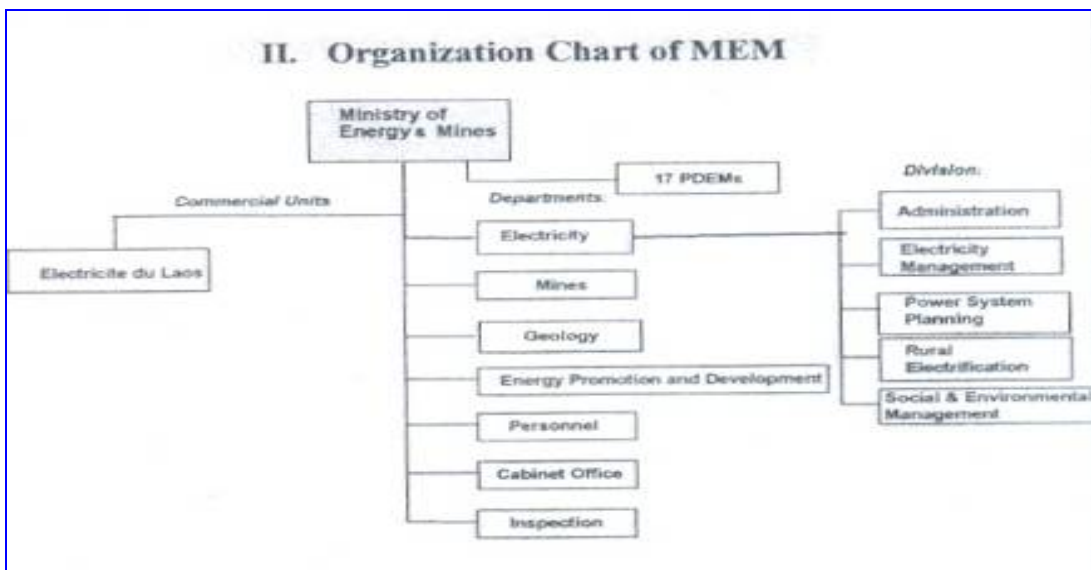 II. Organization Chart of MEM
Ministry of
Energy & Mines
17 PDEMs
Division:
Commercial Units
Departments:
Administration
Electricity
Electricity
Management
Electricite du Laos
Mines
Power System
Planning
Geology
Rural
Electrification
Energy Promotion and Development
Social & Environmental
Management
Personnel
Cabinet Office
Inspection